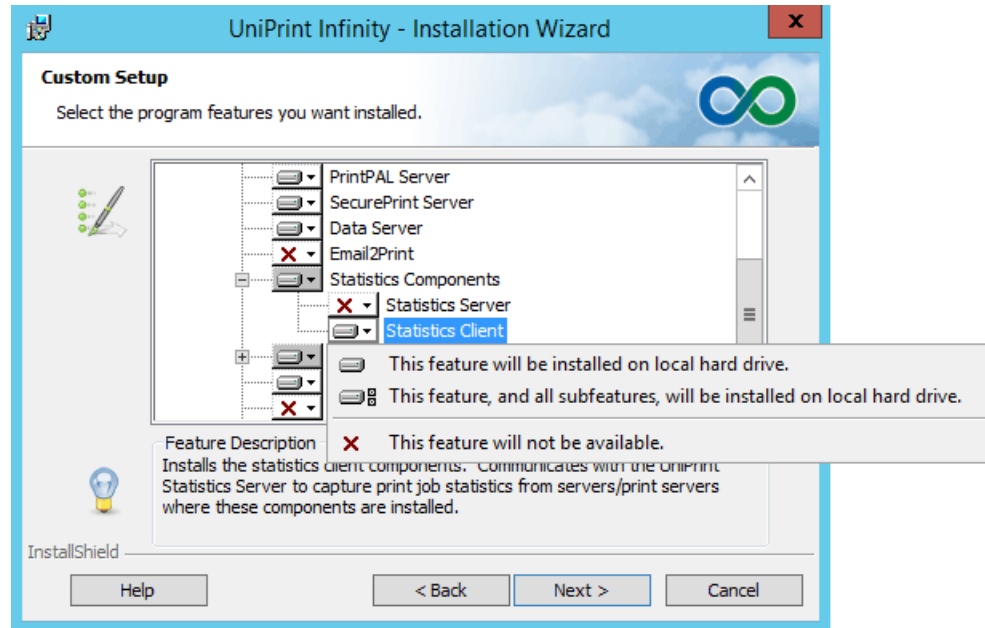 UniPrint Infinity - Installation Wizard
x
Custom Setup
Select the program features you want installed.
PrintPAL Server
SecurePrint Server
Data Server
Email2Print
Statistics Components
Statistics Server
Statistics Client
This feature will be installed on local hard drive.
This feature, and all subfeatures, will be installed on local hard drive.
This feature will not be available.
Feature Description
Installs the statistics client components. Communicates with the UniPrint
Statistics Server to capture print job statistics from servers/print servers
where these components are installed.
InstallShield
Help
< Back
Next >
Cancel